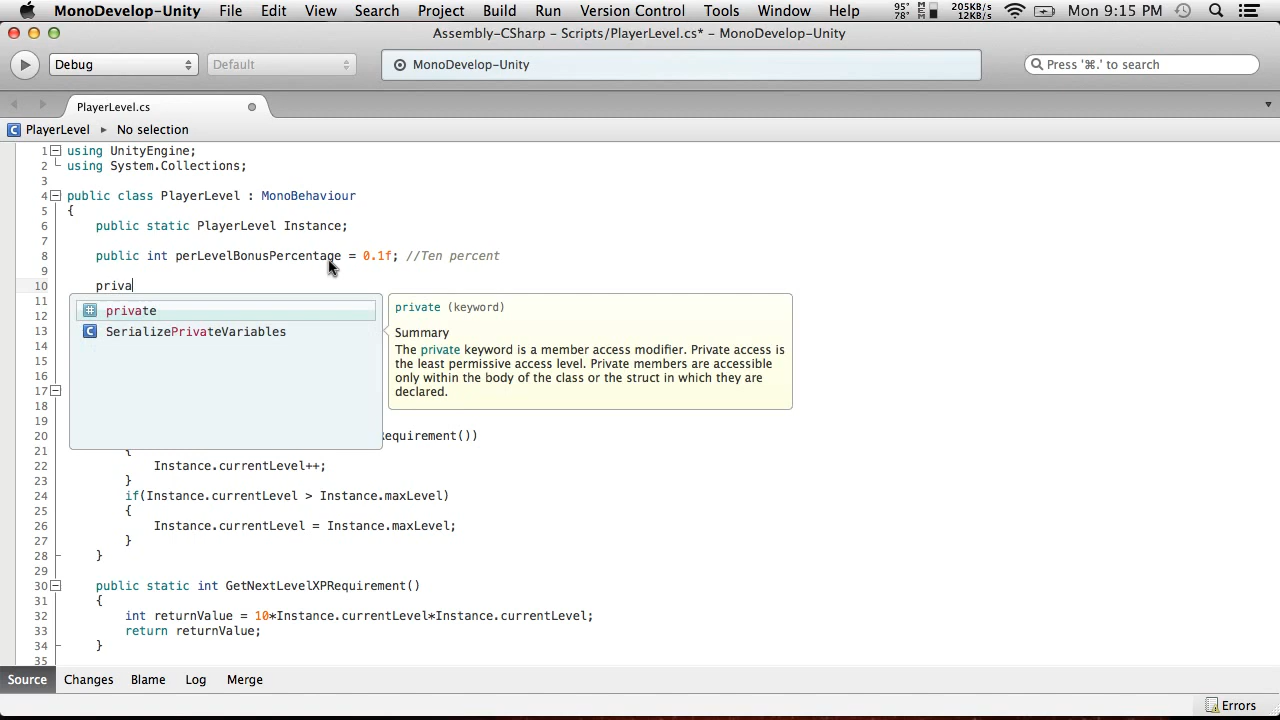 MonoDevelop-Unity File Edit View Search Project Build Run Version Control Tools Window Help 95° 78° MEM 205KB/s 12KB/s Mon 9:15 PM
Assembly-CSharp – Scripts/PlayerLevel.cs* – MonoDevelop-Unity
Debug Default MonoDevelop-Unity Press '⌘.' to search
PlayerLevel.cs
PlayerLevel ▸ No selection
1 using UnityEngine;
2 using System.Collections;
3
4 public class PlayerLevel : MonoBehaviour
5 {
6 public static PlayerLevel Instance;
7
8 public int perLevelBonusPercentage = 0.1f; //Ten percent
9
10 priva
11
12
13
14
15
16
17
18
19
private
SerializePrivateVariables
private (keyword)
Summary
The private keyword is a member access modifier. Private access is
the least permissive access level. Private members are accessible
only within the body of the class or the struct in which they are
declared.
20 Requirement())
21 {
22 Instance.currentLevel++;
23 }
24 if(Instance.currentLevel > Instance.maxLevel)
25 {
26 Instance.currentLevel = Instance.maxLevel;
27 }
28 }
29
30 public static int GetNextLevelXPRequirement()
31 {
32 int returnValue = 10*Instance.currentLevel*Instance.currentLevel;
33 return returnValue;
34 }
35
Source Changes Blame Log Merge
Errors